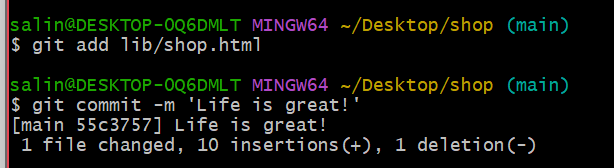 salin@DESKTOP-OQ6DMLT MINGW64 ~/Desktop/shop (main)
$ git add lib/shop.html
salin@DESKTOP-OQ6DMLT MINGW64 ~/Desktop/shop (main)
$ git commit -m 'Life is great!'
[main 55c3757] Life is great!
1 file changed, 10 insertions(+), 1 deletion(-)